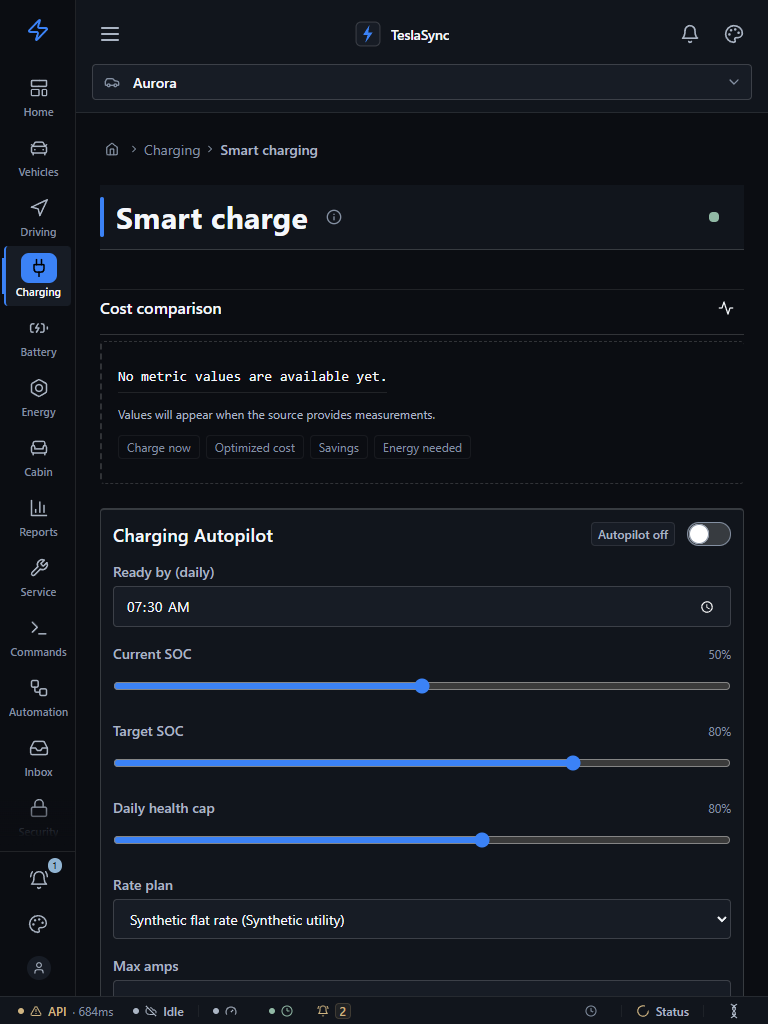 TeslaSync
Aurora
Home
Vehicles
Driving
Charging
Battery
Energy
Cabin
Reports
Service
Commands
Automation
Inbox
Security
1
Charging
Smart charging
Smart charge
Cost comparison
No metric values are available yet.
Values will appear when the source provides measurements.
Charge now
Optimized cost
Savings
Energy needed
Charging Autopilot
Autopilot off
Ready by (daily)
07:30 AM
Current SOC
50%
Target SOC
80%
Daily health cap
80%
Rate plan
Synthetic flat rate (Synthetic utility)
Max amps
API · 684ms
Idle
2
Status